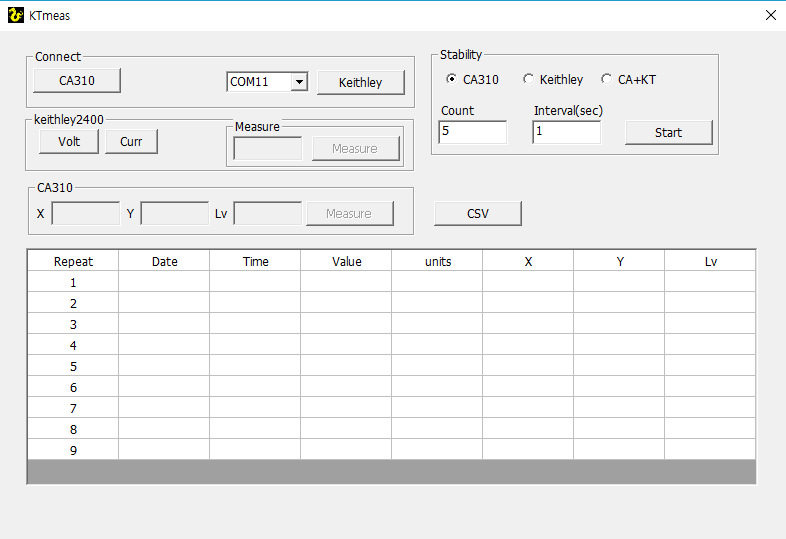 KTmeas
Connect
CA310
COM11
Keithley
keithley2400
Volt
Curr
Measure
Measure
Stability
CA310
Keithley
CA+KT
Count
Interval(sec)
5
1
Start
CA310
X
Y
Lv
Measure
CSV
Repeat Date Time Value units X Y Lv
1
2
3
4
5
6
7
8
9